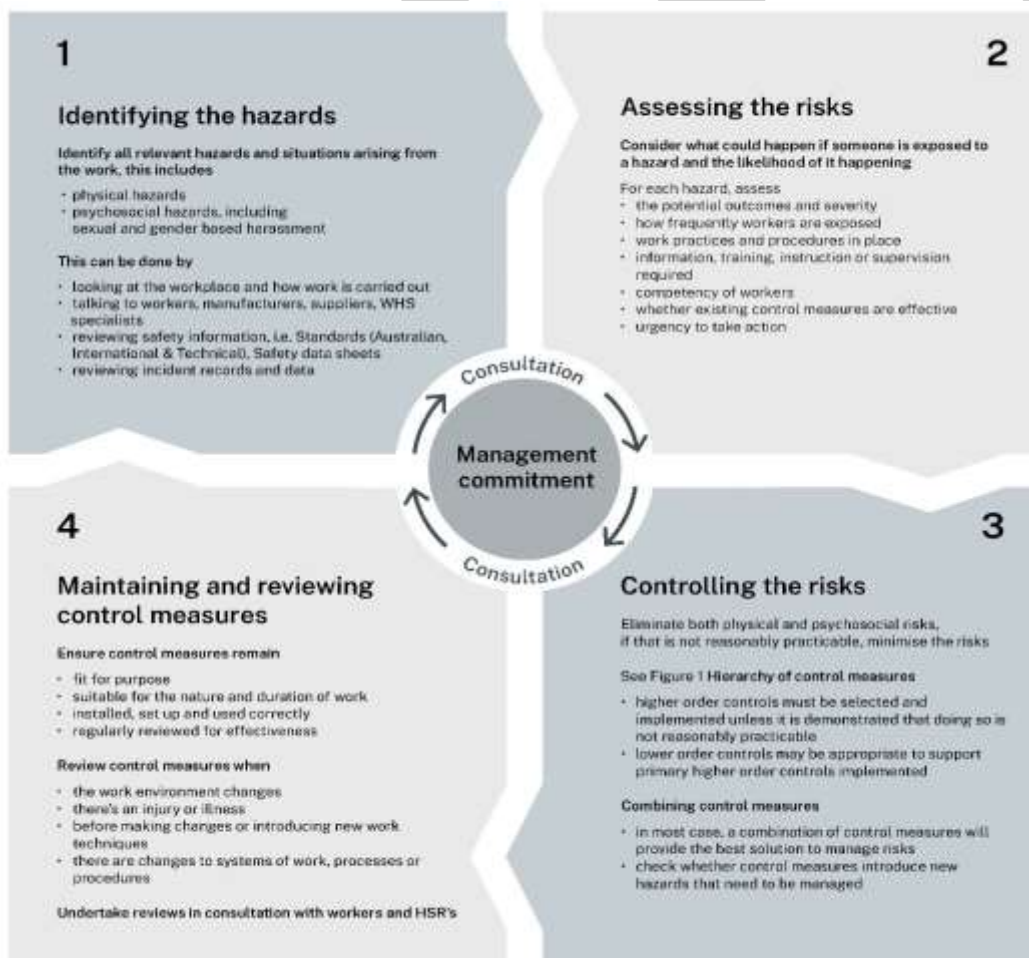 1
Identifying the hazards
Identify all relevant hazards and situations arising from
the work, this includes
• physical hazards
• psychosocial hazards, including
sexual and gender based harassment
This can be done by
• looking at the workplace and how work is carried out
• talking to workers, manufacturers, suppliers, WHS
specialists
• reviewing safety information, i.e. Standards (Australian,
International & Technical), Safety data sheets
• reviewing incident records and data
2
Assessing the risks
Consider what could happen if someone is exposed to
a hazard and the likelihood of it happening
For each hazard, assess
• the potential outcomes and severity
• how frequently workers are exposed
• work practices and procedures in place
• information, training, instruction or supervision
required
• competency of workers
• whether existing control measures are effective
• urgency to take action
Consultation
Management
commitment
Consultation
3
Controlling the risks
Eliminate both physical and psychosocial risks,
if that is not reasonably practicable, minimise the risks
See Figure 1 Hierarchy of control measures
• higher order controls must be selected and
implemented unless it is demonstrated that doing so is
not reasonably practicable
• lower order controls may be appropriate to support
primary higher order controls implemented
Combining control measures
• in most case, a combination of control measures will
provide the best solution to manage risks
• check whether control measures introduce new
hazards that need to be managed
4
Maintaining and reviewing
control measures
Ensure control measures remain
• fit for purpose
• suitable for the nature and duration of work
• installed, set up and used correctly
• regularly reviewed for effectiveness
Review control measures when
• the work environment changes
• there's an injury or illness
• before making changes or introducing new work
techniques
• there are changes to systems of work, processes or
procedures
Undertake reviews in consultation with workers and HSR's